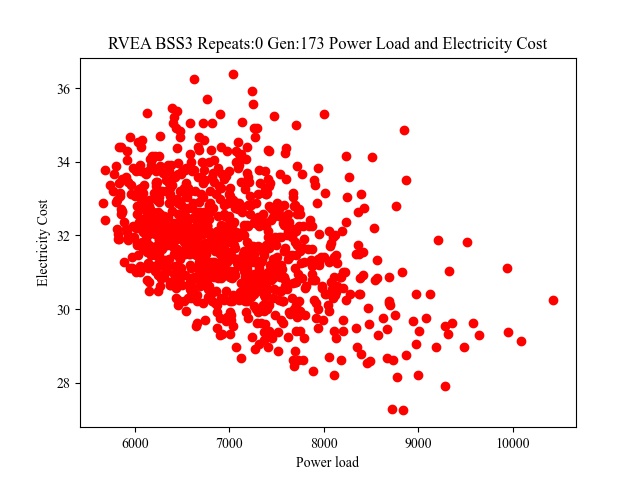 RVEA BSS3 Repeats:0 Gen:173 Power Load and Electricity Cost
36
34
32
30
28
Electricity Cost
6000 7000 8000 9000 10000
Power load